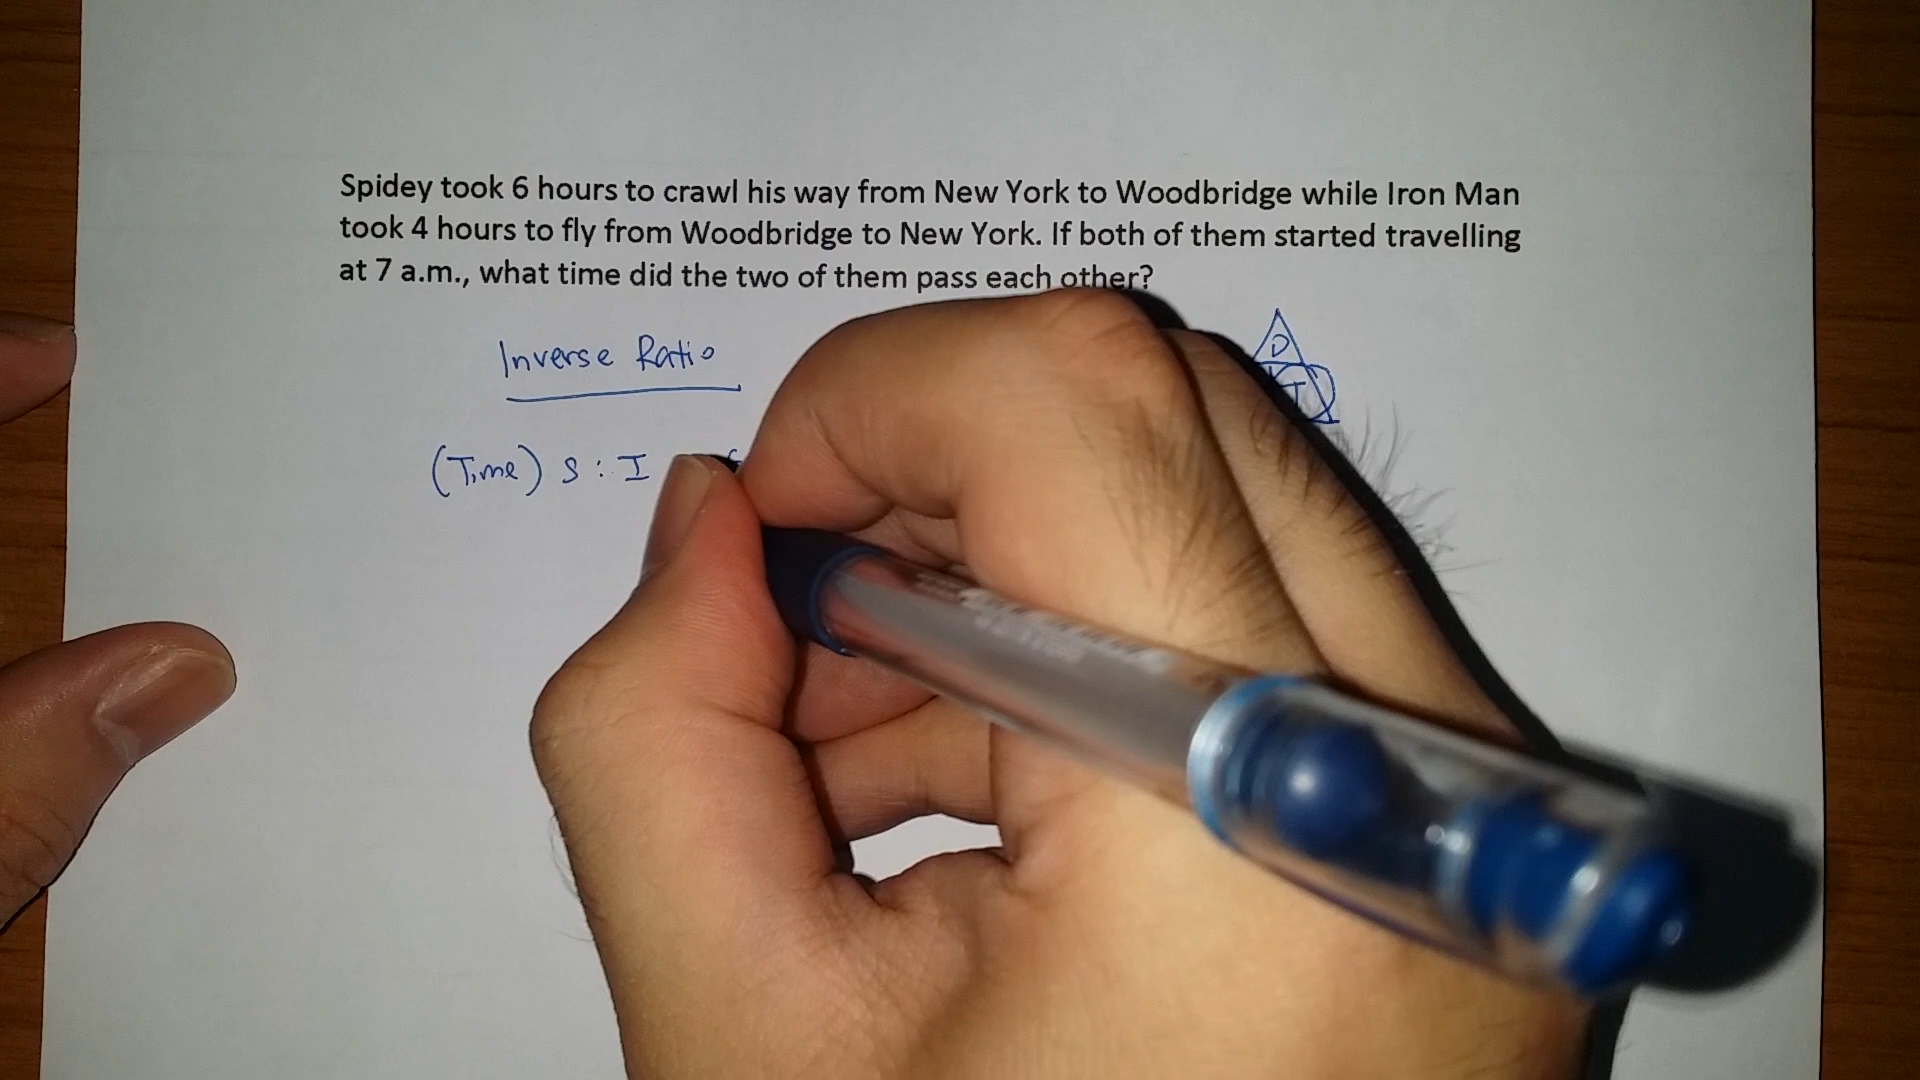 Spidey took 6 hours to crawl his way from New York to Woodbridge while Iron Man
took 4 hours to fly from Woodbridge to New York. If both of them started travelling
at 7 a.m., what time did the two of them pass each other?
Inverse Ratio
D
T
(Time) S : I